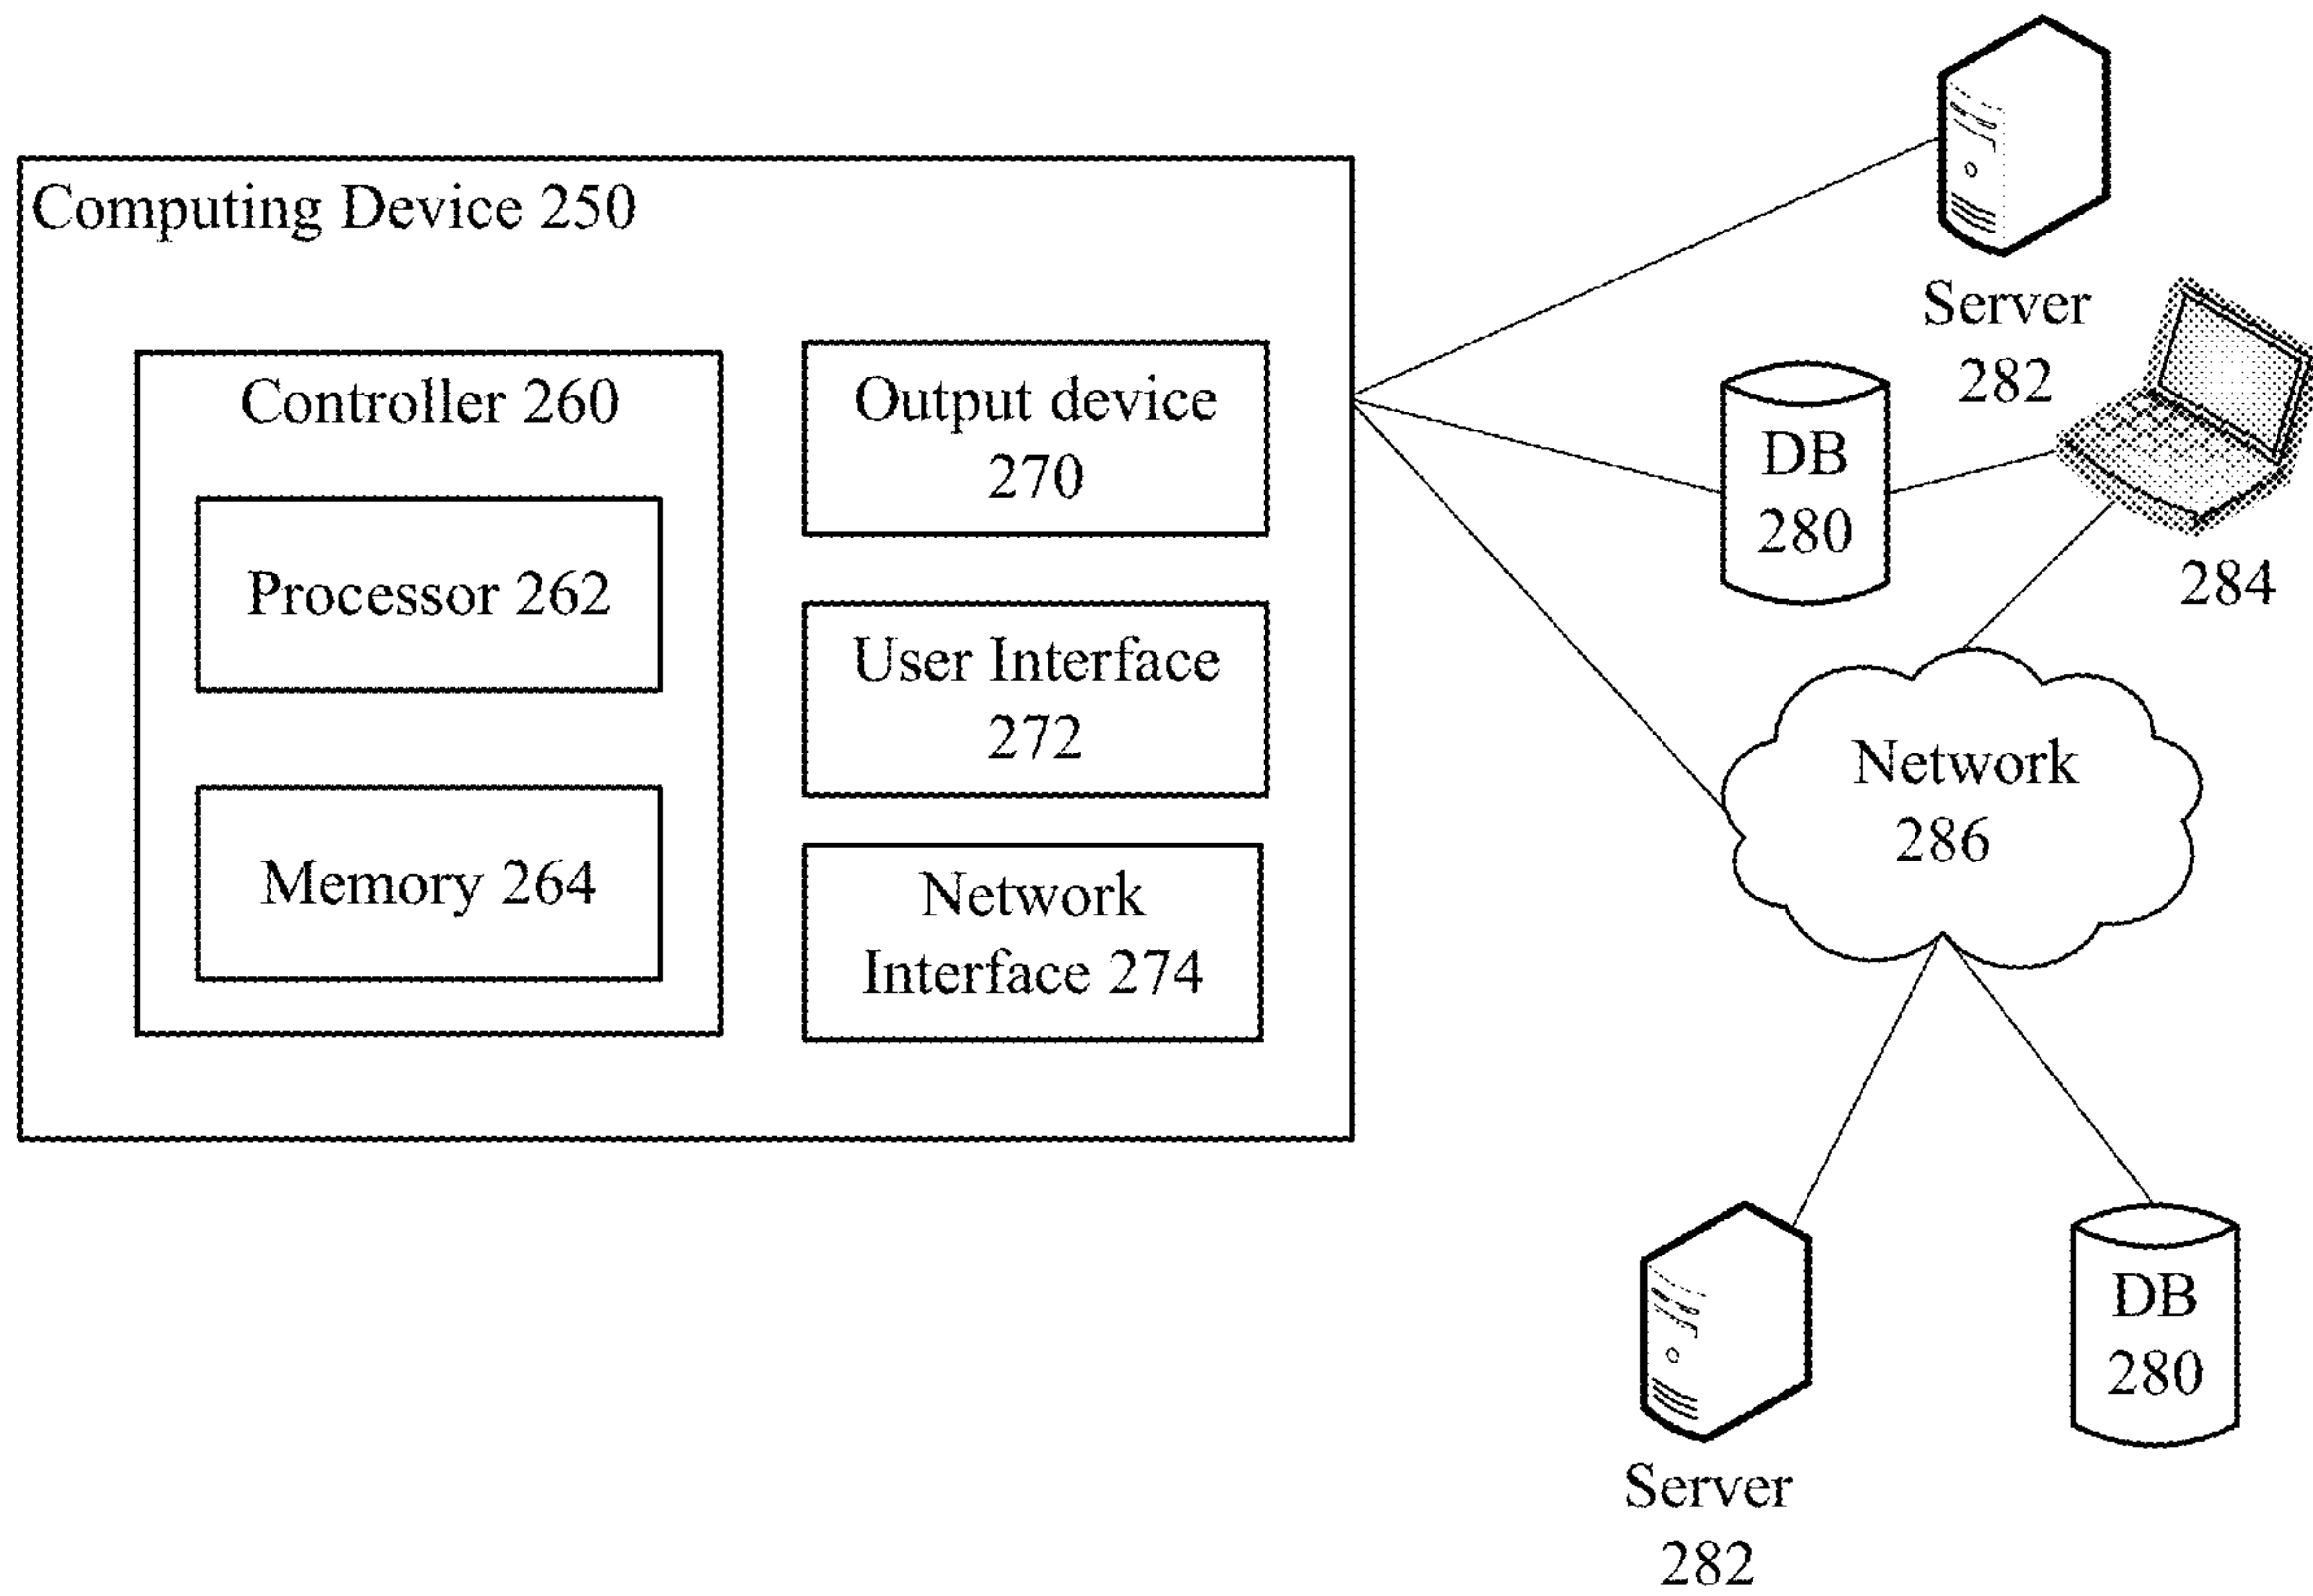 Computing Device 250
Controller 260
Processor 262
Memory 264
Output device
270
User Interface
272
Network
Interface 274
Server
282
DB
280
284
Network
286
Server
282
DB
280